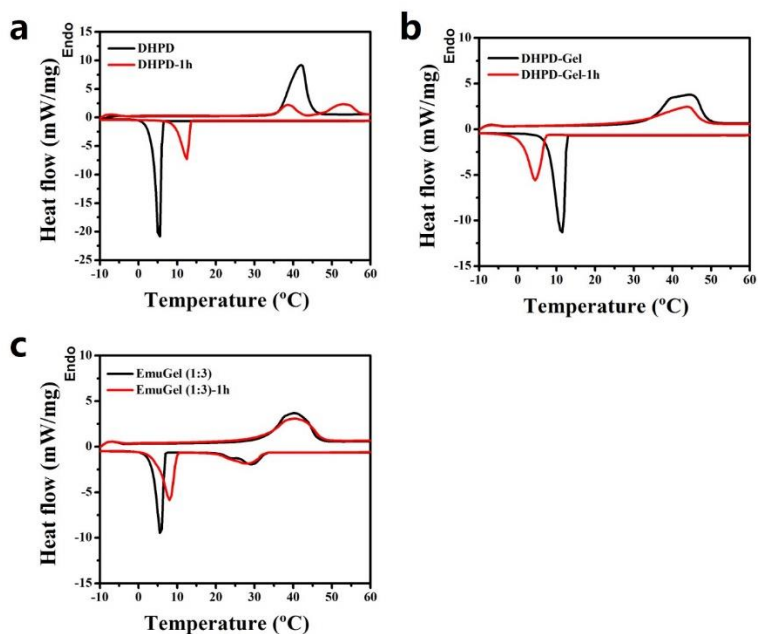 a
Endo
Heat flow (mW/mg)
10
5
0
-5
-10
-15
-20
-25
DHPD
DHPD-1h
-10 0 10 20 30 40 50 60
Temperature (ºC)
b
Endo
Heat flow (mW/mg)
10
5
0
-5
-10
-15
DHPD-Gel
DHPD-Gel-1h
-10 0 10 20 30 40 50 60
Temperature (ºC)
c
Endo
Heat flow (mW/mg)
10
5
0
-5
-10
-15
EmuGel (1:3)
EmuGel (1:3)-1h
-10 0 10 20 30 40 50 60
Temperature (ºC)